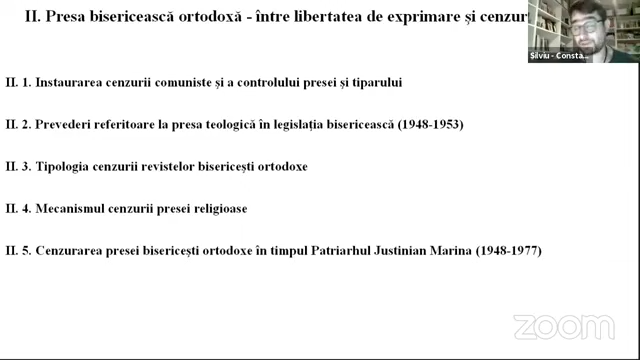 II. Presa bisericească ortodoxă - între libertatea de exprimare și cenzur
Silviu - Consta...
II. 1. Instaurarea cenzurii comuniste și a controlului presei și tiparului
II. 2. Prevederi referitoare la presa teologică în legislația bisericească (1948-1953)
II. 3. Tipologia cenzurii revistelor bisericești ortodoxe
II. 4. Mecanismul cenzurii presei religioase
II. 5. Cenzurarea presei bisericești ortodoxe în timpul Patriarhul Justinian Marina (1948-1977)
zoom